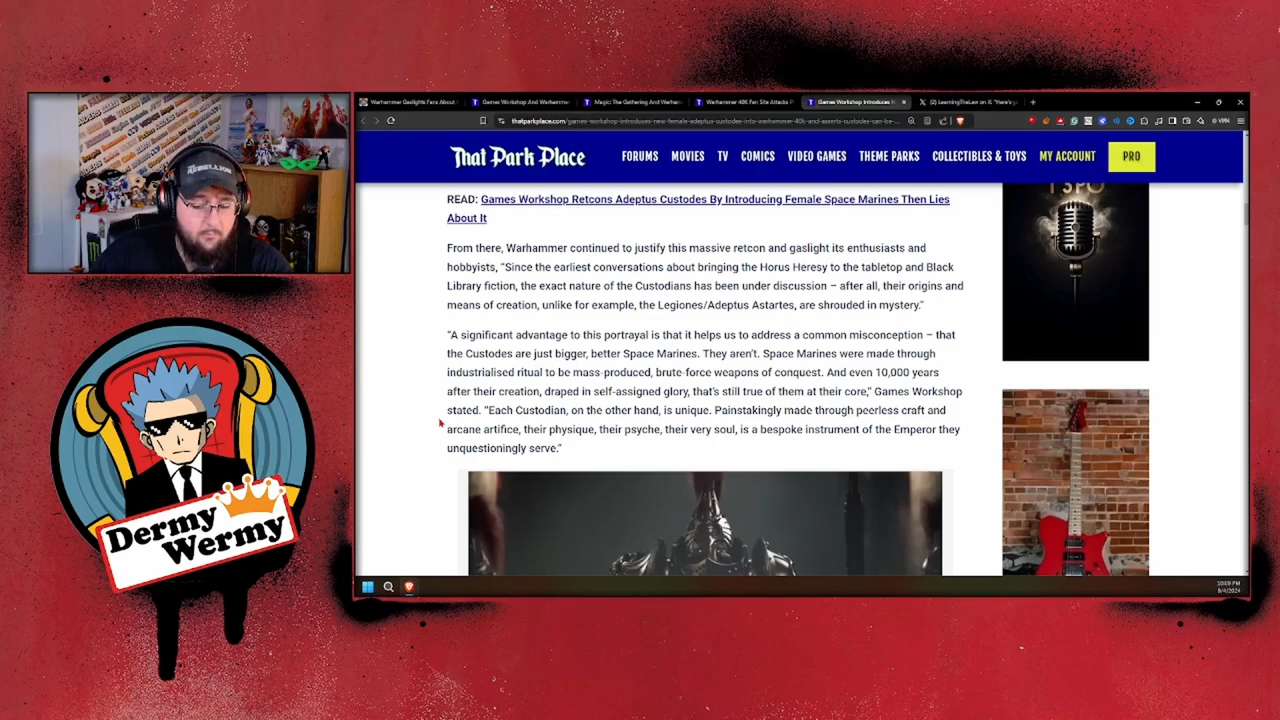 Warhammer Gaslights Fans About
Games Workshop And Warhamme
Magic: The Gathering And Warham
Warhammer 40K Fan Site Attacks P
Games Workshop Introduces N
(2) LearningTheLaw on X: "Here's y
thatparkplace.com/games-workshop-introduces-new-female-adeptus-custodes-into-warhammer-40k-and-asserts-custodes-can-be-...
VPN
That Park Place
FORUMS
MOVIES
TV
COMICS
VIDEO GAMES
THEME PARKS
COLLECTIBLES & TOYS
MY ACCOUNT
PRO
READ: Games Workshop Retcons Adeptus Custodes By Introducing Female Space Marines Then Lies
About It
From there, Warhammer continued to justify this massive retcon and gaslight its enthusiasts and
hobbyists, “Since the earliest conversations about bringing the Horus Heresy to the tabletop and Black
Library fiction, the exact nature of the Custodians has been under discussion – after all, their origins and
means of creation, unlike for example, the Legiones/Adeptus Astartes, are shrouded in mystery.”
“A significant advantage to this portrayal is that it helps us to address a common misconception – that
the Custodes are just bigger, better Space Marines. They aren’t. Space Marines were made through
industrialised ritual to be mass-produced, brute-force weapons of conquest. And even 10,000 years
after their creation, draped in self-assigned glory, that’s still true of them at their core,” Games Workshop
stated. “Each Custodian, on the other hand, is unique. Painstakingly made through peerless craft and
arcane artifice, their physique, their psyche, their very soul, is a bespoke instrument of the Emperor they
unquestioningly serve.”
REBELLION
Dermy
Wermy
10:09 PM
9/4/2024